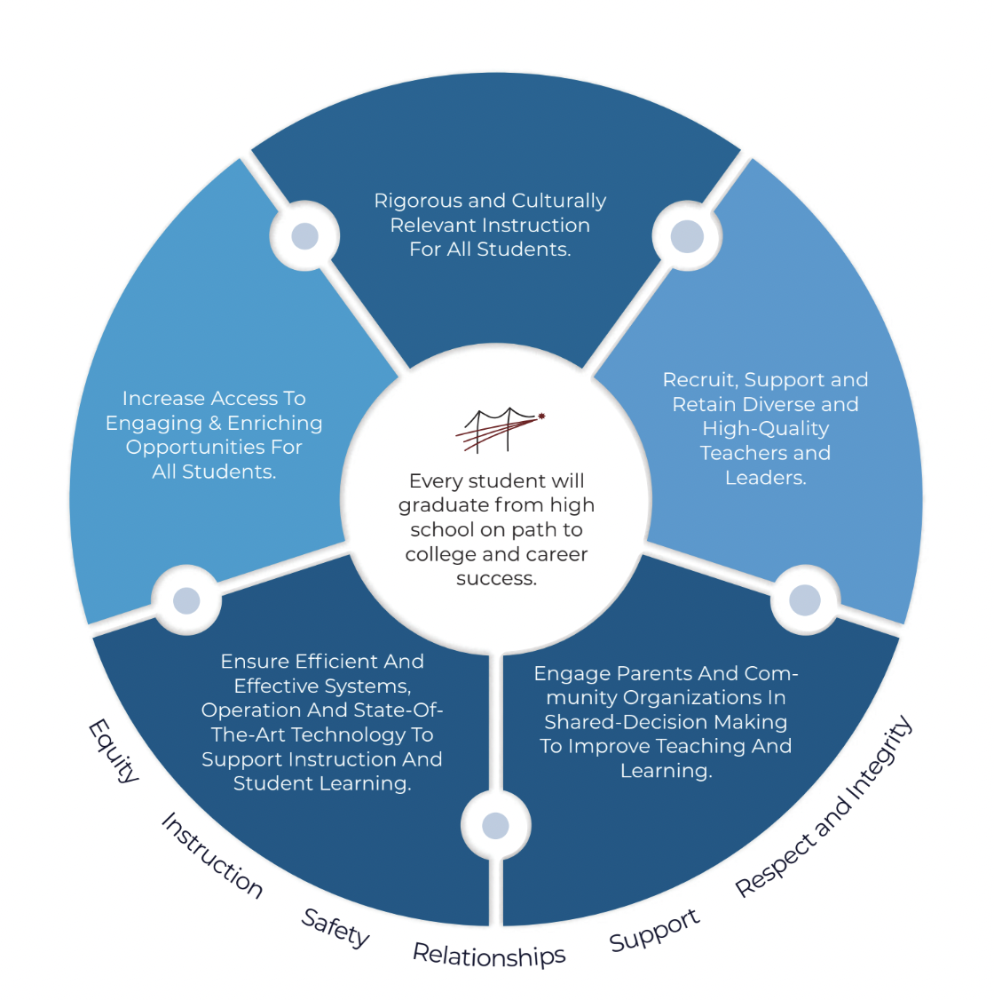 Rigorous and Culturally
Relevant Instruction
For All Students.
Recruit, Support and
Retain Diverse and
High-Quality
Teachers and
Leaders.
Increase Access To
Engaging & Enriching
Opportunities For
All Students.
Every student will
graduate from high
school on path to
college and career
success.
Ensure Efficient And
Effective Systems,
Operation And State-Of-
The-Art Technology To
Support Instruction And
Student Learning.
Engage Parents And Com-
munity Organizations In
Shared-Decision Making
To Improve Teaching And
Learning.
Equity
Instruction
Safety
Relationships
Support
Respect and Integrity